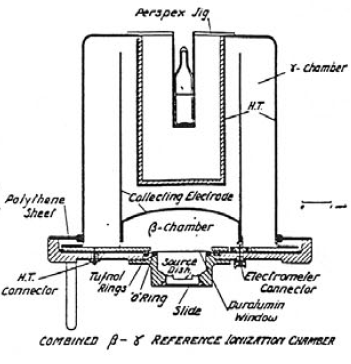 Perspex Jig
γ-Chamber
H.T.
Collecting Electrode
Polythene
Sheet
β-Chamber
Source
Dish
H.T.
Connector
Tufnol
Rings
'O' Ring
Slide
Electrometer
Connector
Duralumin
Window
COMBINED β-γ REFERENCE IONIZATION CHAMBER